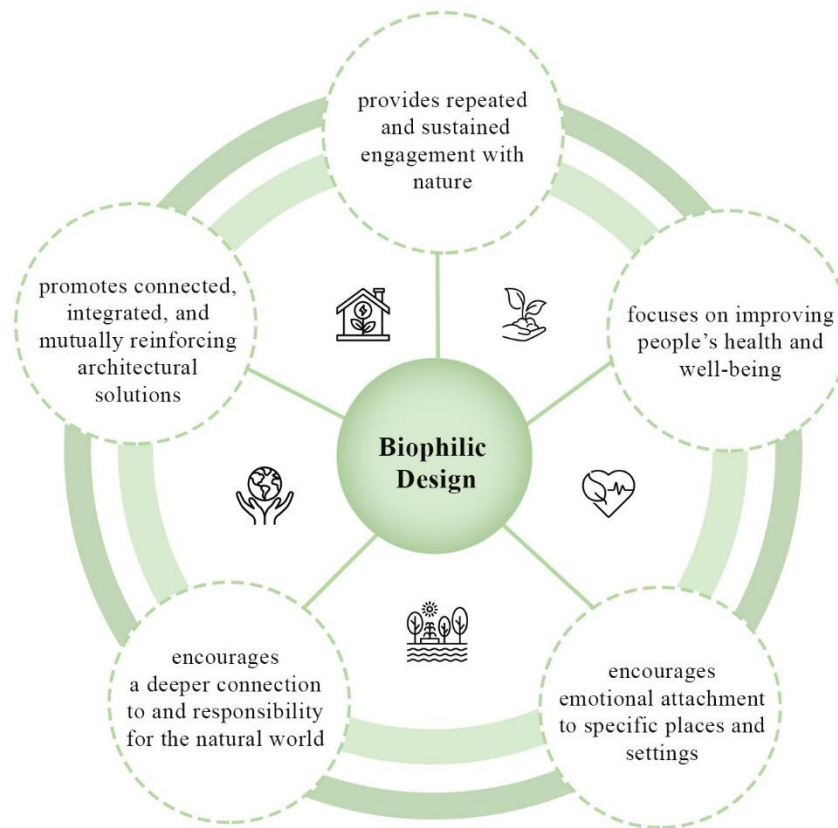 provides repeated
and sustained
engagement with
nature
promotes connected,
integrated, and
mutually reinforcing
architectural
solutions
focuses on improving
people’s health and
well-being
Biophilic
Design
encourages
a deeper connection
to and responsibility
for the natural world
encourages
emotional attachment
to specific places and
settings